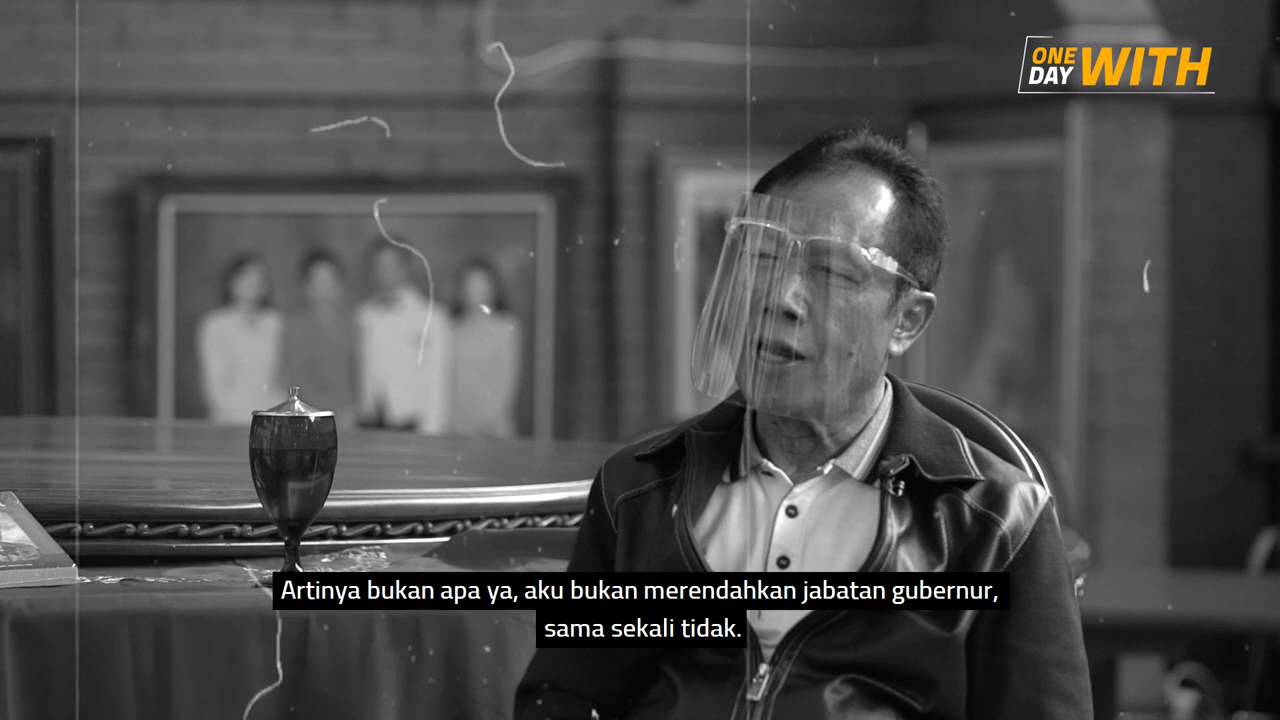 ONE
DAY WITH
Artinya bukan apa ya, aku bukan merendahkan jabatan gubernur,
sama sekali tidak.